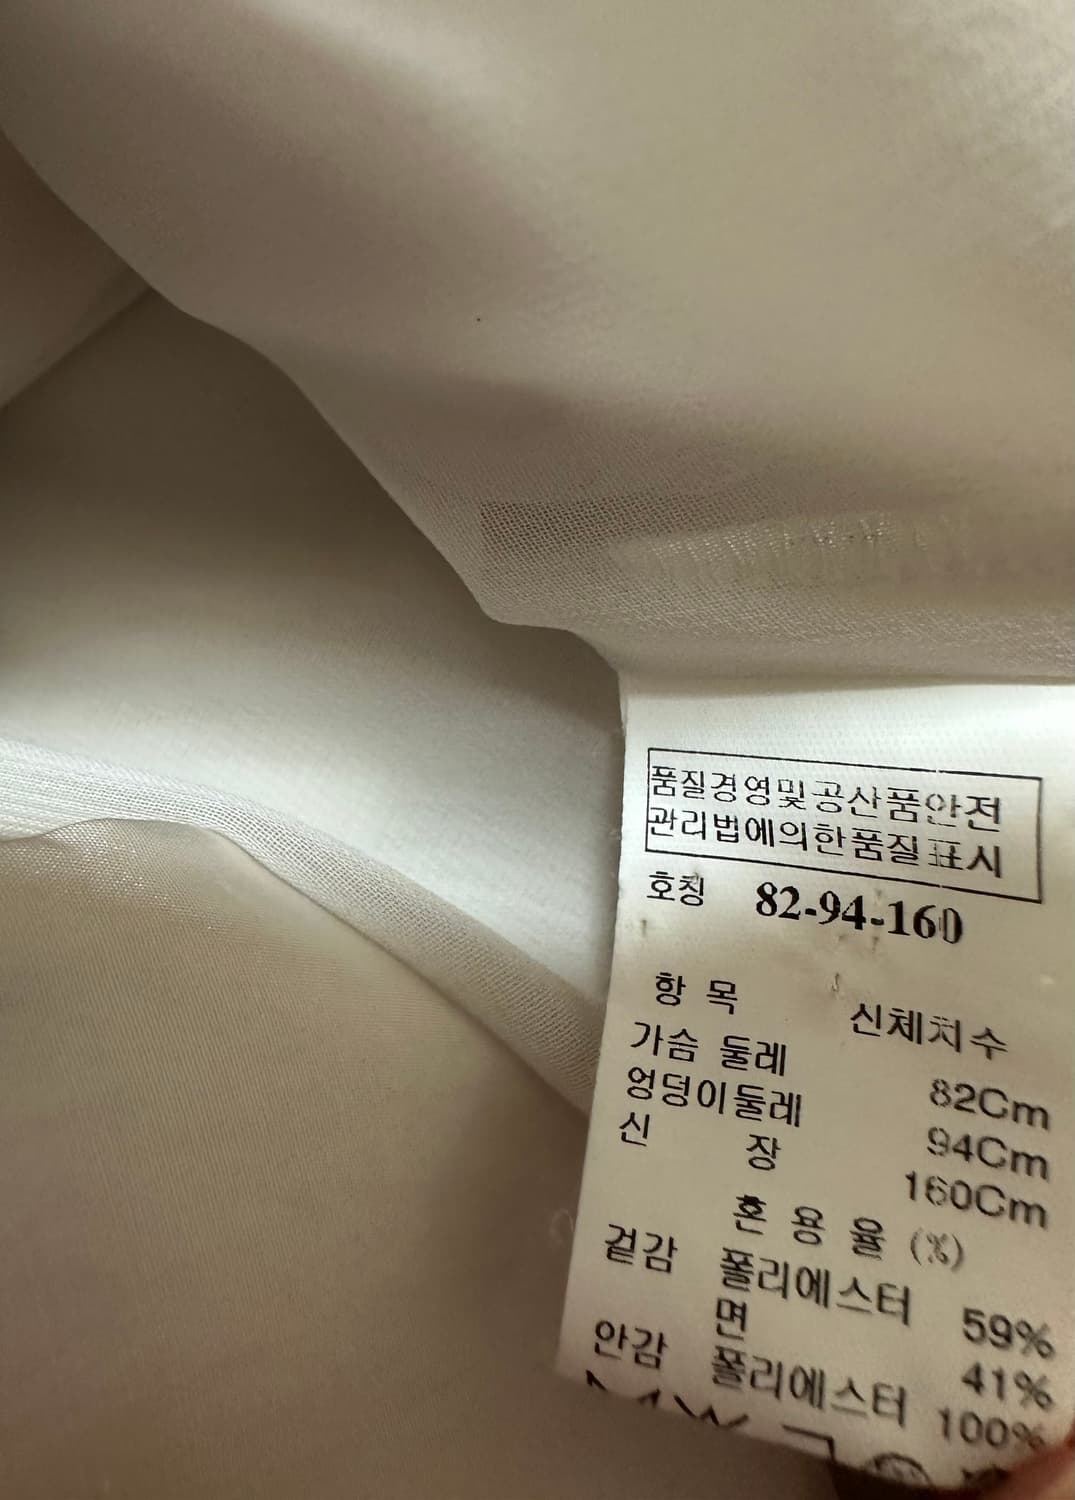 품질경영및공산품안전
관리법에의한품질표시
호칭 82-94-160
항 목 신체치수
가슴 둘레 82Cm
엉덩이둘레 94Cm
신 장 160Cm
혼 용 율 (%)
겉감 폴리에스터 59%
면 41%
안감 폴리에스터 100%